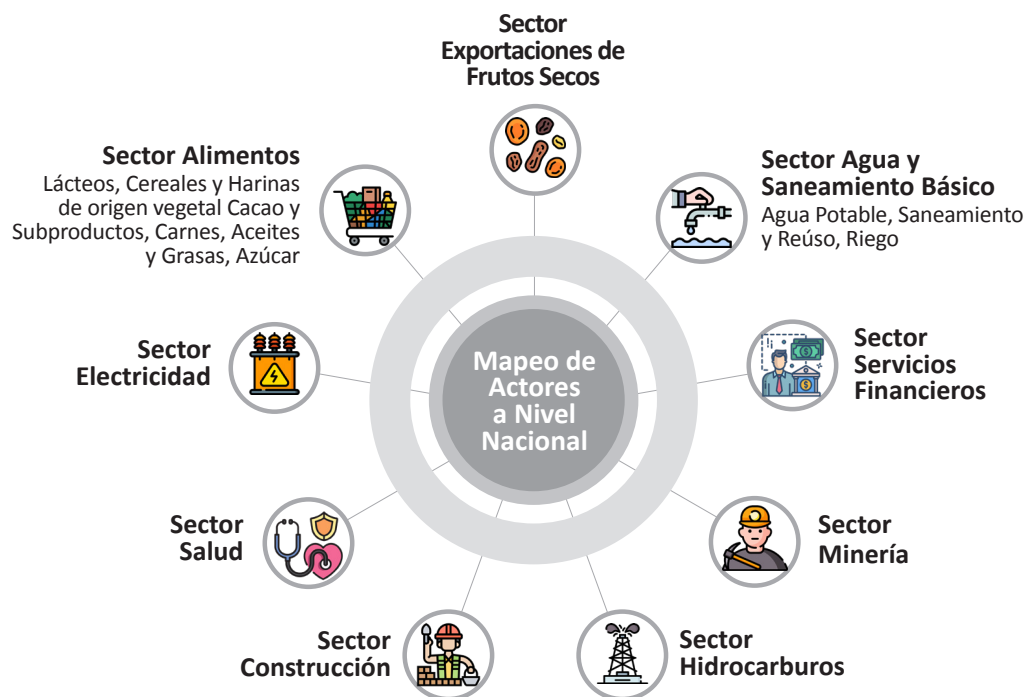 Sector
Exportaciones de
Frutos Secos
Sector Alimentos
Lácteos, Cereales y Harinas
de origen vegetal Cacao y
Subproductos, Carnes, Aceites
y Grasas, Azúcar
Sector Agua y
Saneamiento Básico
Agua Potable, Saneamiento
y Reúso, Riego
Sector
Electricidad
Mapeo de
Actores
a Nivel
Nacional
Sector
Servicios
Financieros
Sector
Salud
Sector
Minería
Sector
Construcción
Sector
Hidrocarburos